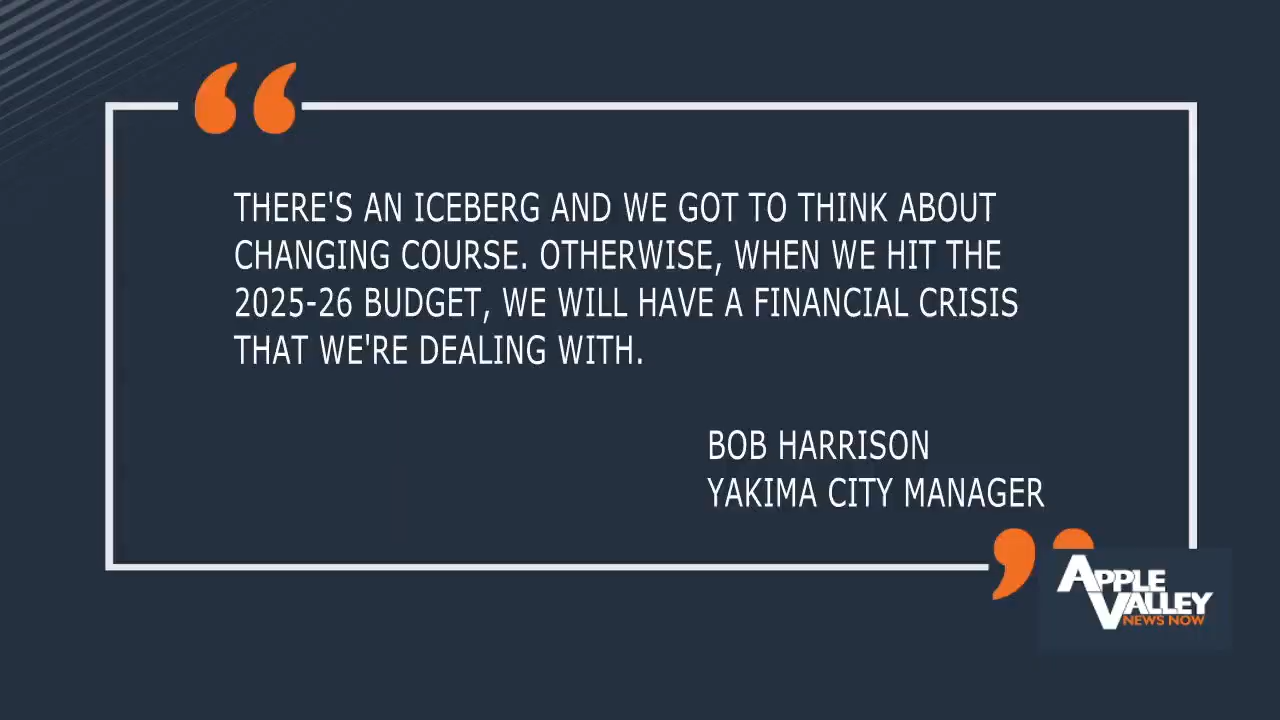 THERE'S AN ICEBERG AND WE GOT TO THINK ABOUT
CHANGING COURSE. OTHERWISE, WHEN WE HIT THE
2025-26 BUDGET, WE WILL HAVE A FINANCIAL CRISIS
THAT WE'RE DEALING WITH.
BOB HARRISON
YAKIMA CITY MANAGER
APPLE
VALLEY
NEWS NOW